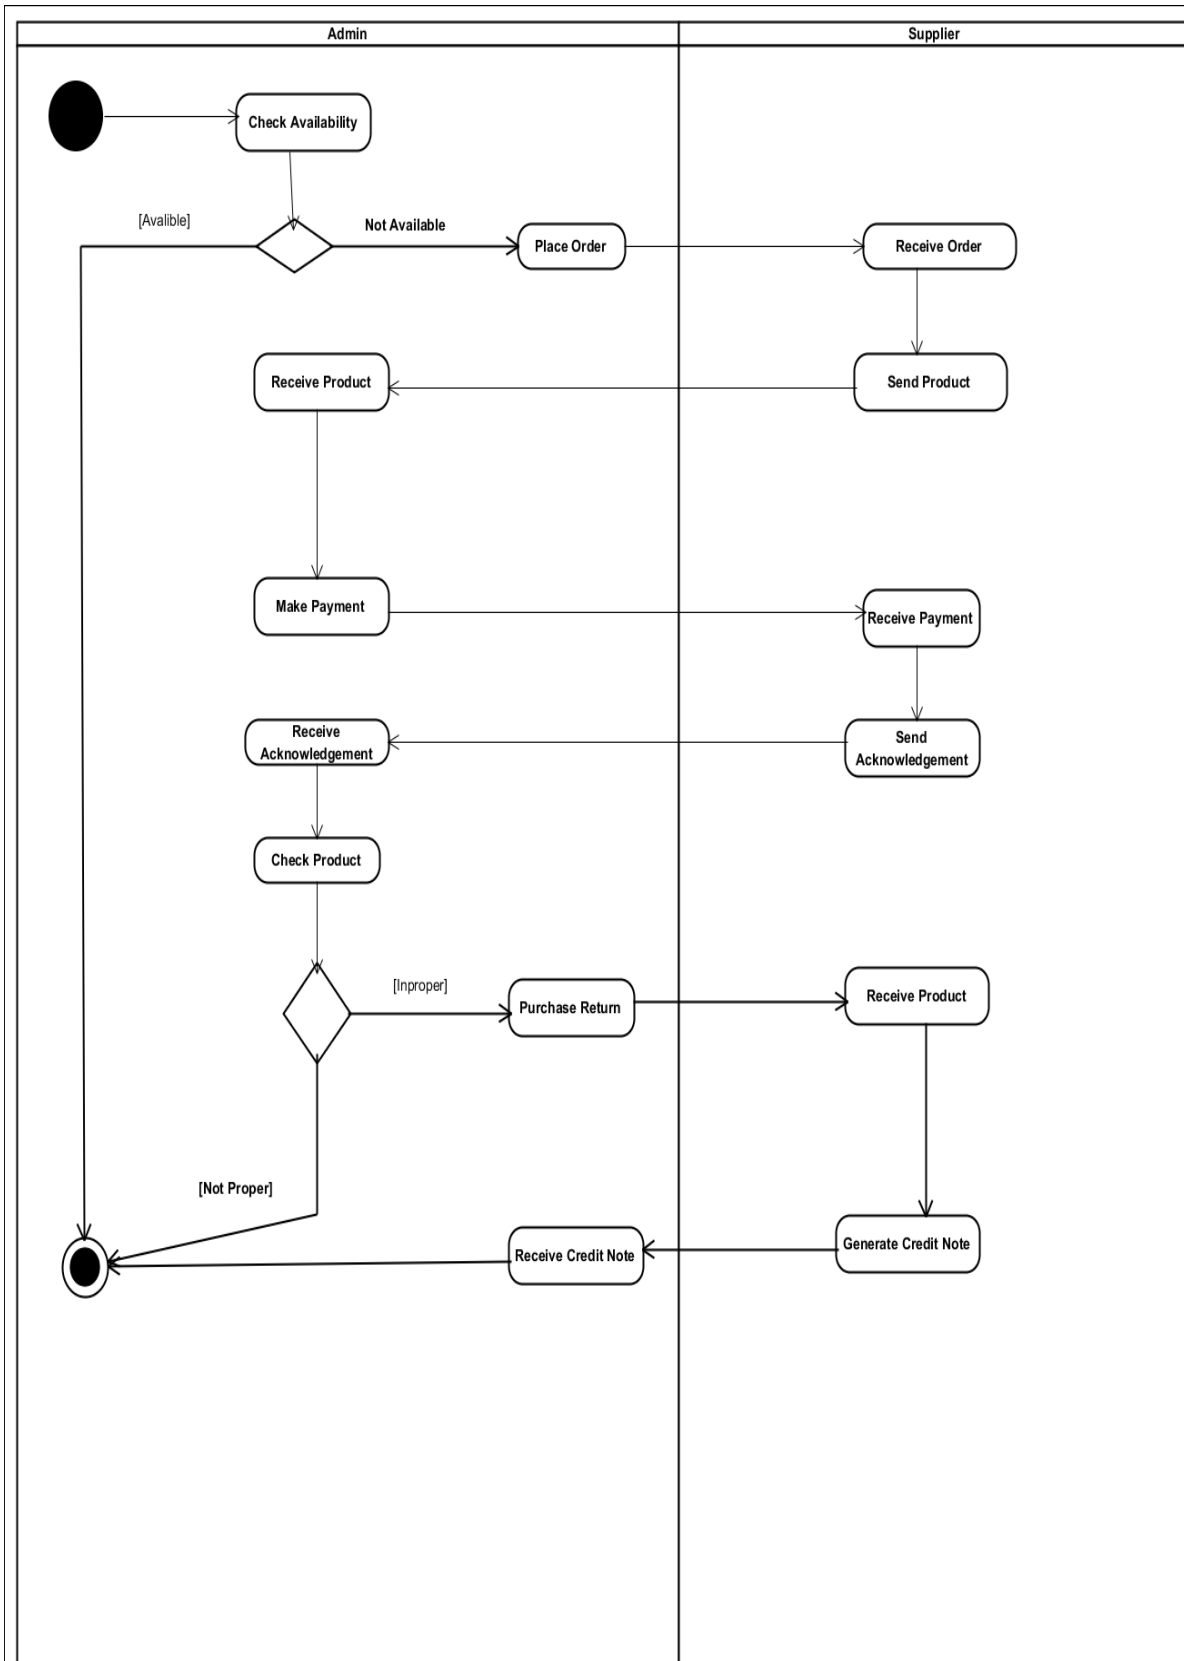 Admin
Supplier
Check Availability
[Avalible]
Not Available
Place Order
Receive Order
Receive Product
Send Product
Make Payment
Receive Payment
Receive
Acknowledgement
Send
Acknowledgement
Check Product
[Inproper]
Purchase Return
Receive Product
[Not Proper]
Receive Credit Note
Generate Credit Note